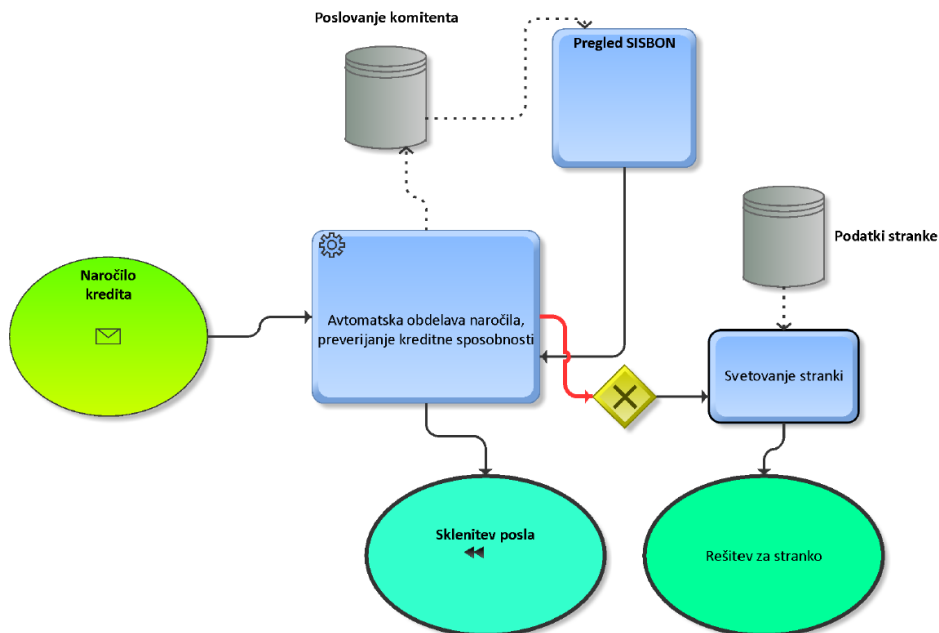 Poslovanje komitenta
Pregled SISBON
Podatki stranke
Naročilo
kredita
Avtomatska obdelava naročila,
preverijanje kreditne sposobnosti
Svetovanje stranki
Sklenitev posla
Rešitev za stranko